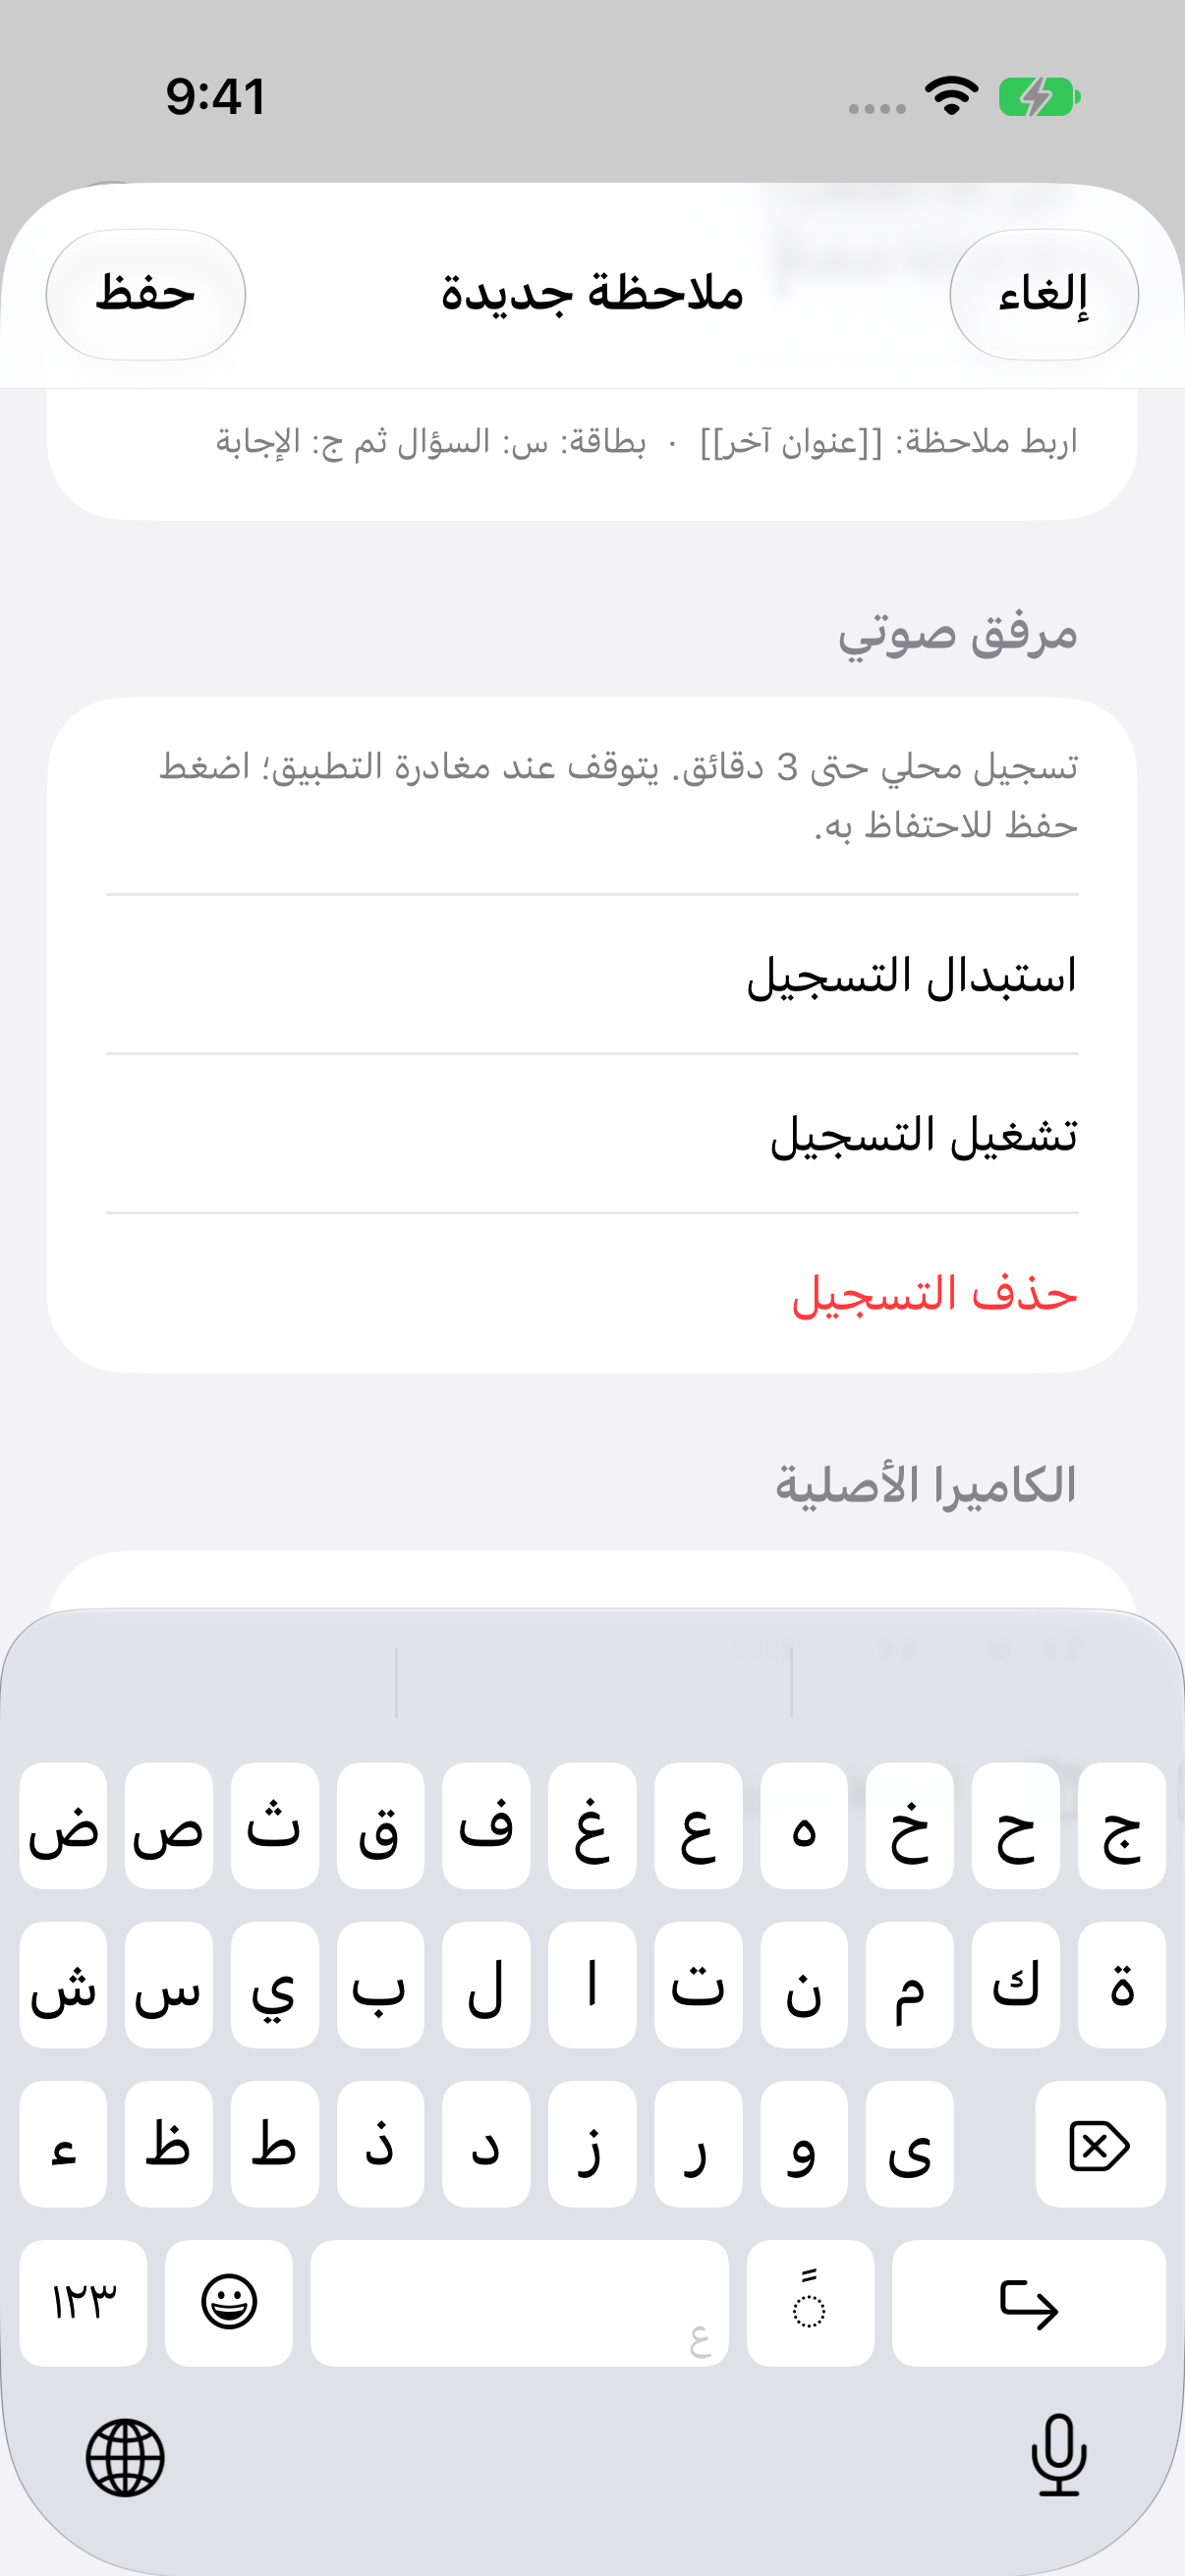 9:41
إلغاء
ملاحظة جديدة
حفظ
اربط ملاحظة: [[عنوان آخر]] · بطاقة: س: السؤال ثم ج: الإجابة
مرفق صوتي
تسجيل محلي حتى 3 دقائق. يتوقف عند مغادرة التطبيق؛ اضغط
حفظ للاحتفاظ به.
استبدال التسجيل
تشغيل التسجيل
حذف التسجيل
الكاميرا الأصلية
ج ح خ ه ع غ ف ق ث ص ض
ة ك م ن ت ا ل ب ي س ش
ى و ر ز د ذ ط ظ ء
١٢٣
ع